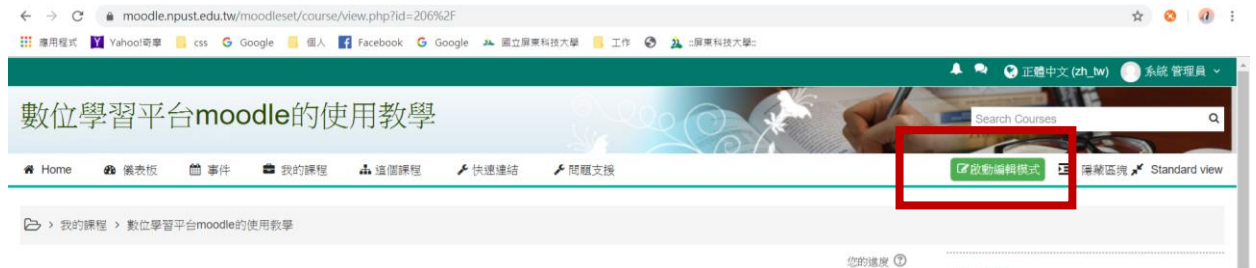 moodle.npust.edu.tw/moodleset/course/view.php?id=206%2F
應用程式 Yahoo!奇摩 css Google 個人 Facebook Google 國立屏東科技大學 工作 ::屏東科技大學::
正體中文 (zh_tw) 系統 管理員
數位學習平台moodle的使用教學
Search Courses
Home 儀表板 事件 我的課程 這個課程 快速連結 問題支援 啟動編輯模式 隱藏區塊 Standard view
> 我的課程 > 數位學習平台moodle的使用教學
您的進度